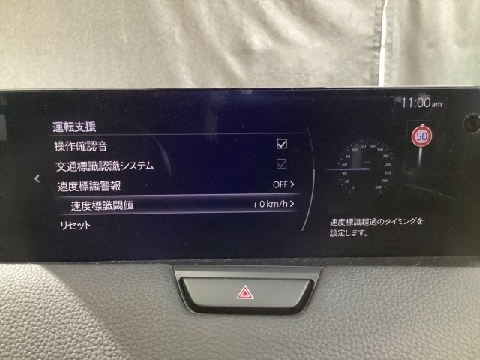 11:00 am
運転支援
操作確認音
交通標識認識システム
速度標識警報 OFF
速度標識閾値 +0 km/h
リセット
50
速度標識超過のタイミングを
設定します。